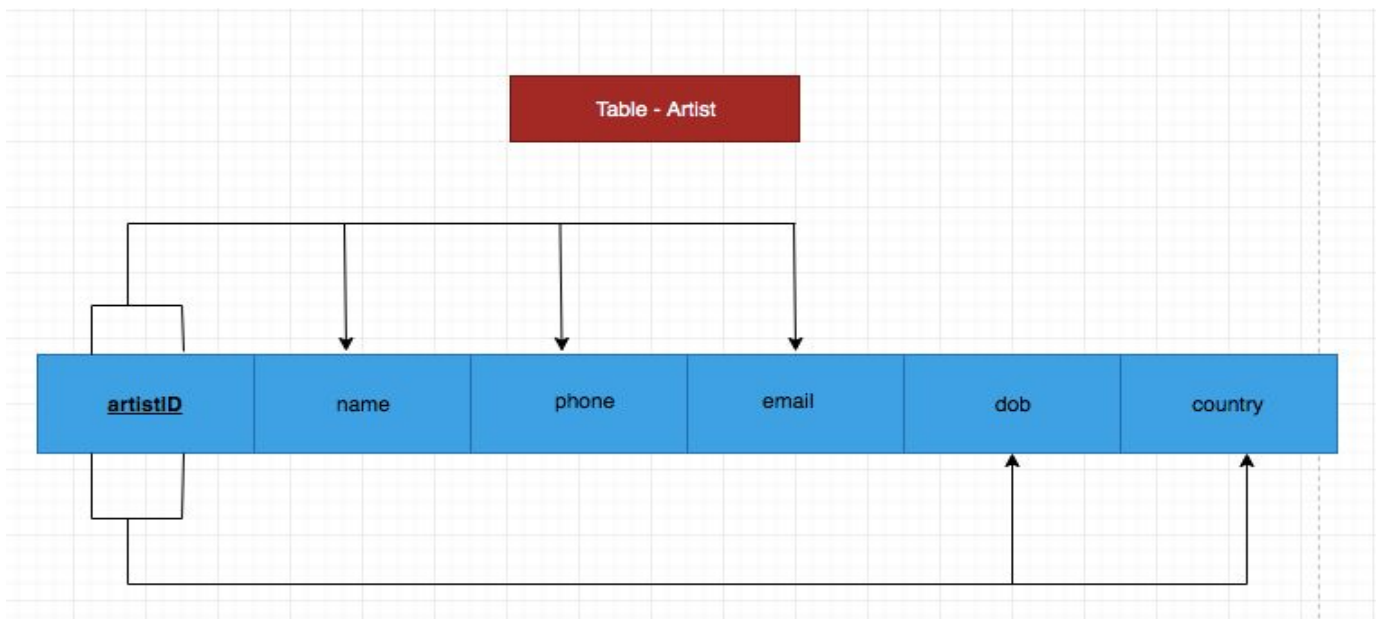 Table - Artist
artistID
name
phone
email
dob
country